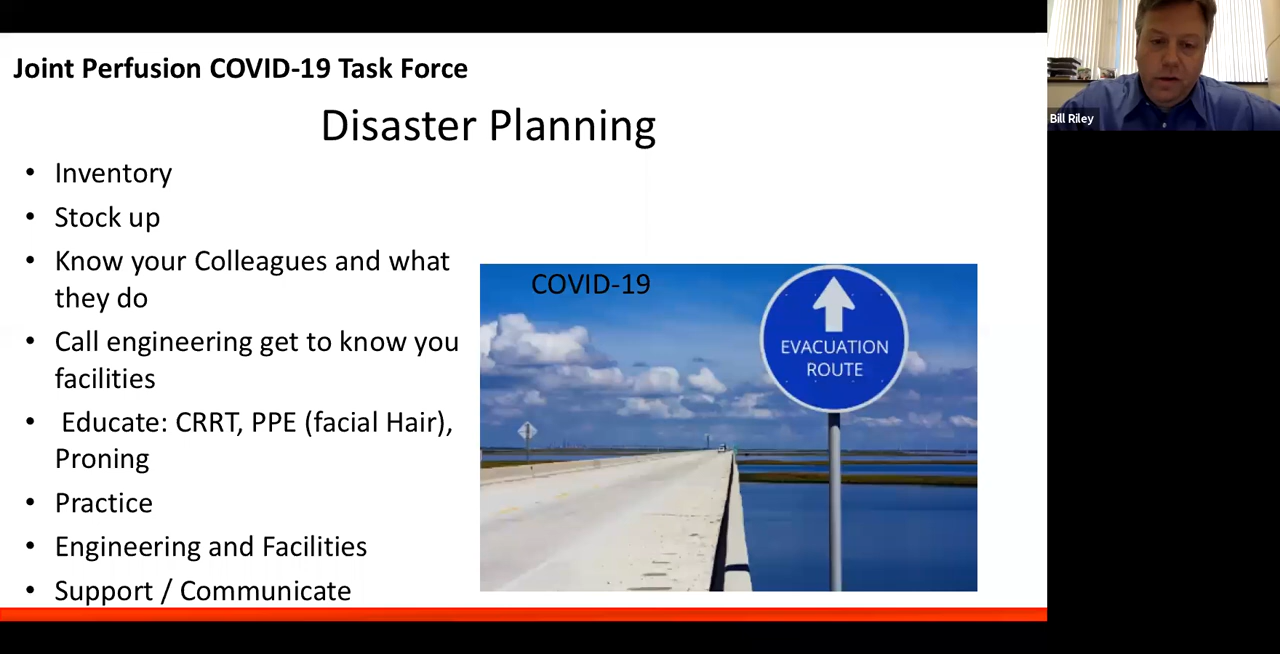 Joint Perfusion COVID-19 Task Force
Disaster Planning
• Inventory
• Stock up
• Know your Colleagues and what
they do
• Call engineering get to know you
facilities
• Educate: CRRT, PPE (facial Hair),
Proning
• Practice
• Engineering and Facilities
• Support / Communicate
COVID-19
EVACUATION
ROUTE
Bill Riley